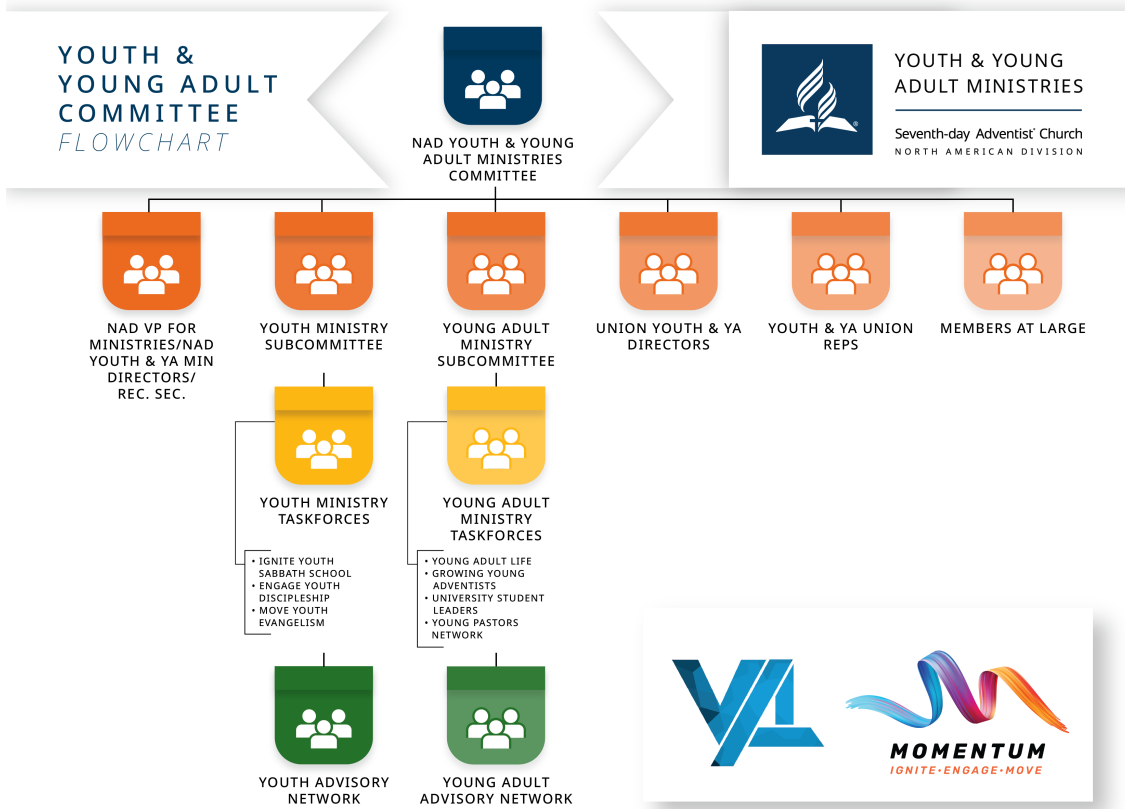 YOUTH &
YOUNG ADULT
COMMITTEE
FLOWCHART
NAD YOUTH & YOUNG
ADULT MINISTRIES
COMMITTEE
YOUTH & YOUNG
ADULT MINISTRIES
Seventh-day Adventist® Church
NORTH AMERICAN DIVISION
®
NAD VP FOR
MINISTRIES/NAD
YOUTH & YA MIN
DIRECTORS/
REC. SEC.
YOUTH MINISTRY
SUBCOMMITTEE
YOUNG ADULT
MINISTRY
SUBCOMMITTEE
UNION YOUTH & YA
DIRECTORS
YOUTH & YA UNION
REPS
MEMBERS AT LARGE
YOUTH MINISTRY
TASKFORCES
YOUNG ADULT
MINISTRY
TASKFORCES
• IGNITE YOUTH
SABBATH SCHOOL
• ENGAGE YOUTH
DISCIPLESHIP
• MOVE YOUTH
EVANGELISM
• YOUNG ADULT LIFE
• GROWING YOUNG
ADVENTISTS
• UNIVERSITY STUDENT
LEADERS
• YOUNG PASTORS
NETWORK
YOUTH ADVISORY
NETWORK
YOUNG ADULT
ADVISORY NETWORK
YAL
MOMENTUM
IGNITE•ENGAGE•MOVE